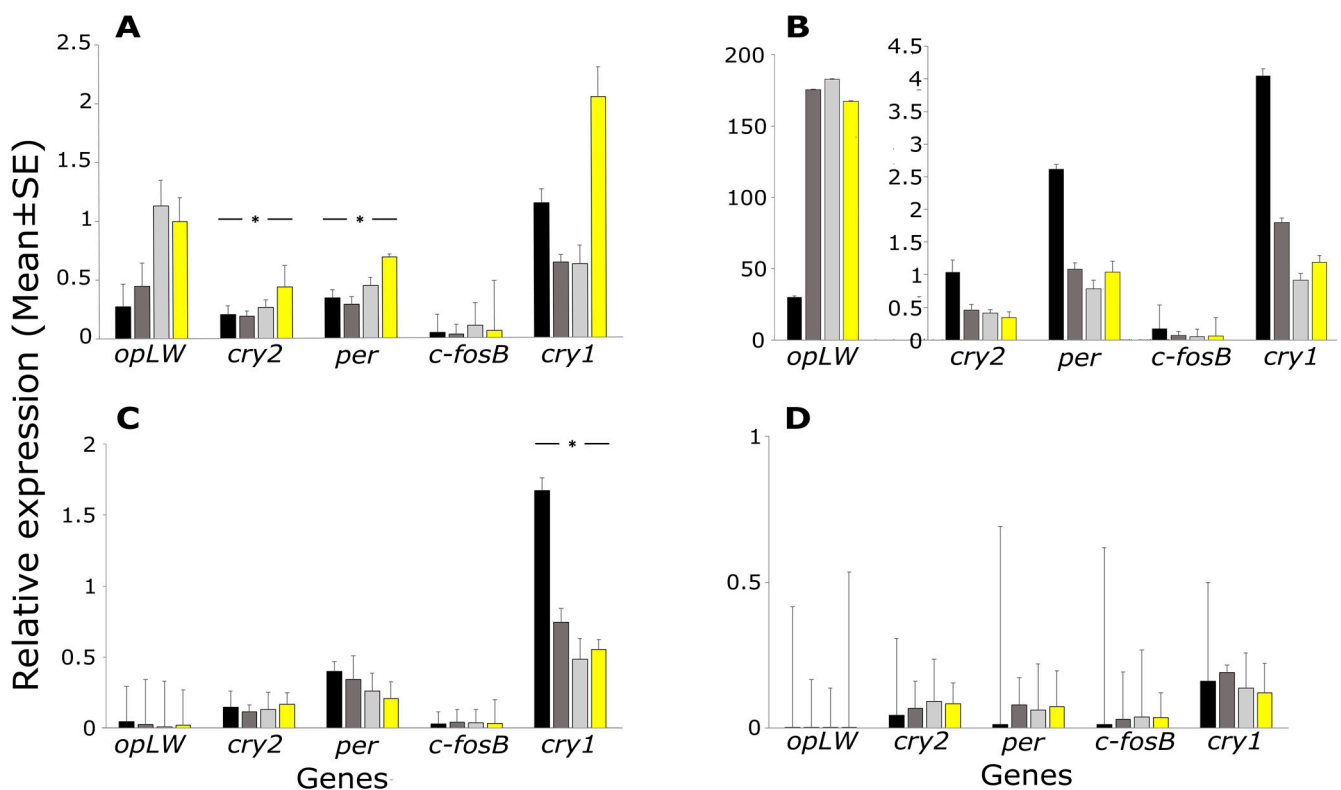 A
B
2.5
2
1.5
1
0.5
0
* *
opLW cry2 per c-fosB cry1
200
150
100
50
0
opLW
4.5
4
3.5
3
2.5
2
1.5
1
0.5
0
cry2 per c-fosB cry1
Relative expression (Mean±SE)
C
D
2
1.5
1
0.5
0
*
opLW cry2 per c-fosB cry1
Genes
1
0.5
0
opLW cry2 per c-fosB cry1
Genes